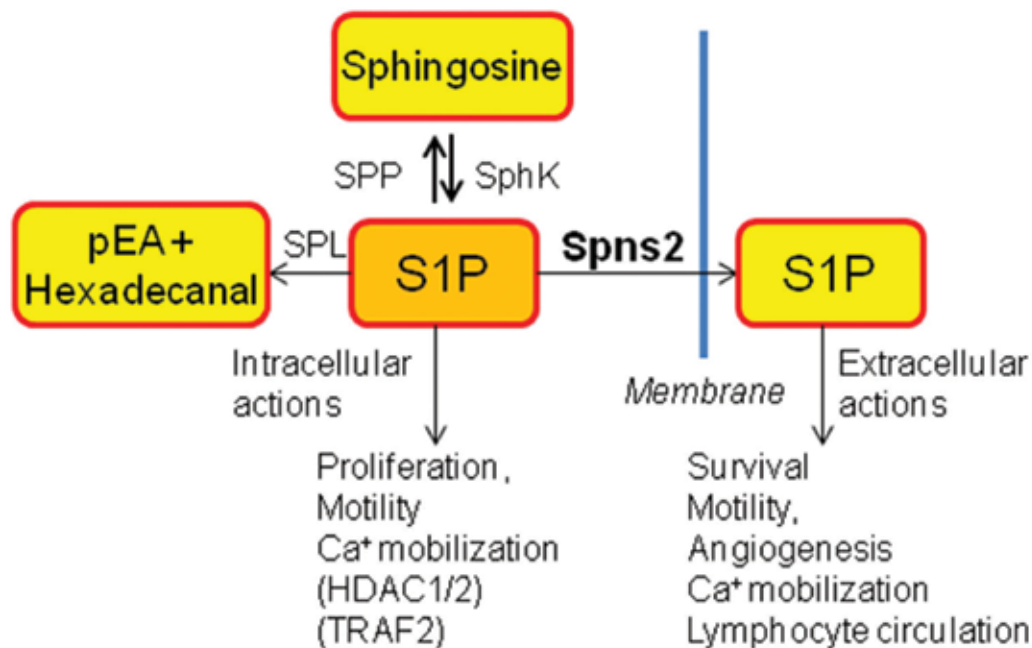 Sphingosine
SPP SphK
pEA+
Hexadecanal
SPL
S1P
Spns2
S1P
Membrane
Intracellular
actions
Extracellular
actions
Proliferation,
Motility
Ca⁺ mobilization
(HDAC1/2)
(TRAF2)
Survival
Motility,
Angiogenesis
Ca⁺ mobilization
Lymphocyte circulation